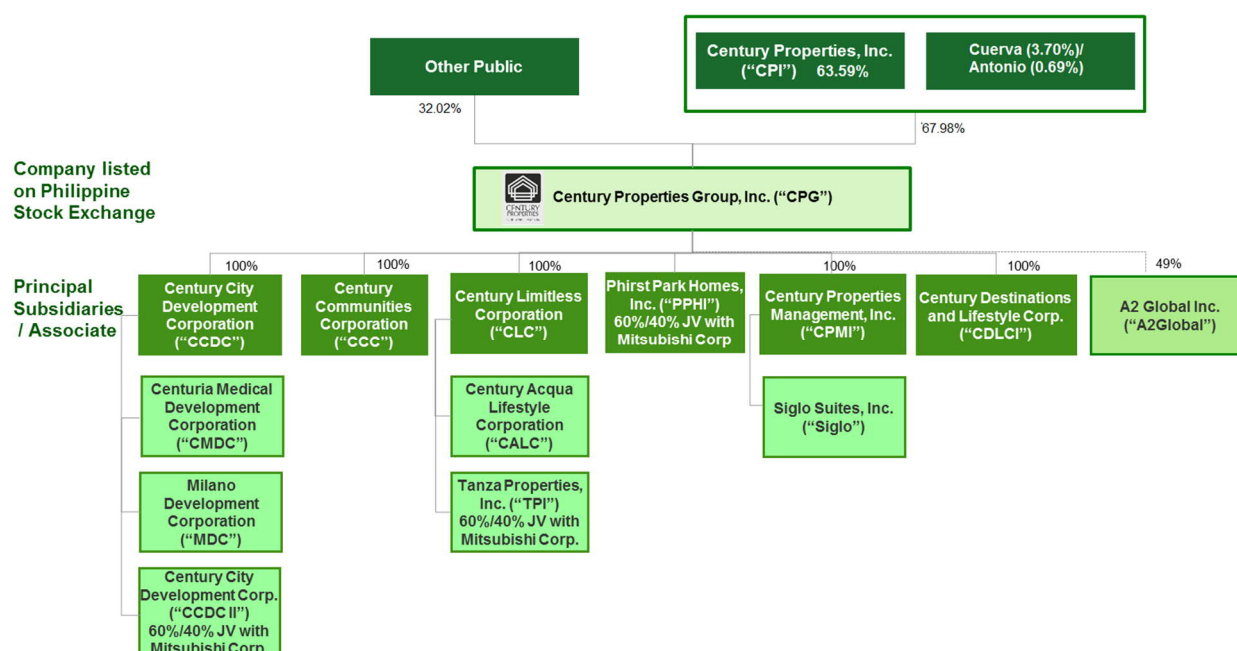 Other Public
Century Properties, Inc.
(“CPI”) 63.59%
Cuerva (3.70%)/
Antonio (0.69%)
32.02%
67.98%
Company listed
on Philippine
Stock Exchange
CENTURY
PROPERTIES
Century Properties Group, Inc. (“CPG”)
Principal
Subsidiaries
/ Associate
100%
100%
100%
100%
100%
49%
Century City
Development
Corporation
(“CCDC”)
Century
Communities
Corporation
(“CCC”)
Century Limitless
Corporation
(“CLC”)
Phirst Park Homes,
Inc. (“PPHI”)
60%/40% JV with
Mitsubishi Corp
Century Properties
Management, Inc.
(“CPMI”)
Century Destinations
and Lifestyle Corp.
(“CDLCI”)
A2 Global Inc.
(“A2Global”)
Centuria Medical
Development
Corporation
(“CMDC”)
Century Acqua
Lifestyle
Corporation
(“CALC”)
Siglo Suites, Inc.
(“Siglo”)
Milano
Development
Corporation
(“MDC”)
Tanza Properties,
Inc. (“TPI”)
60%/40% JV with
Mitsubishi Corp.
Century City
Development Corp.
(“CCDC II”)
60%/40% JV with
Mitsubishi Corp.